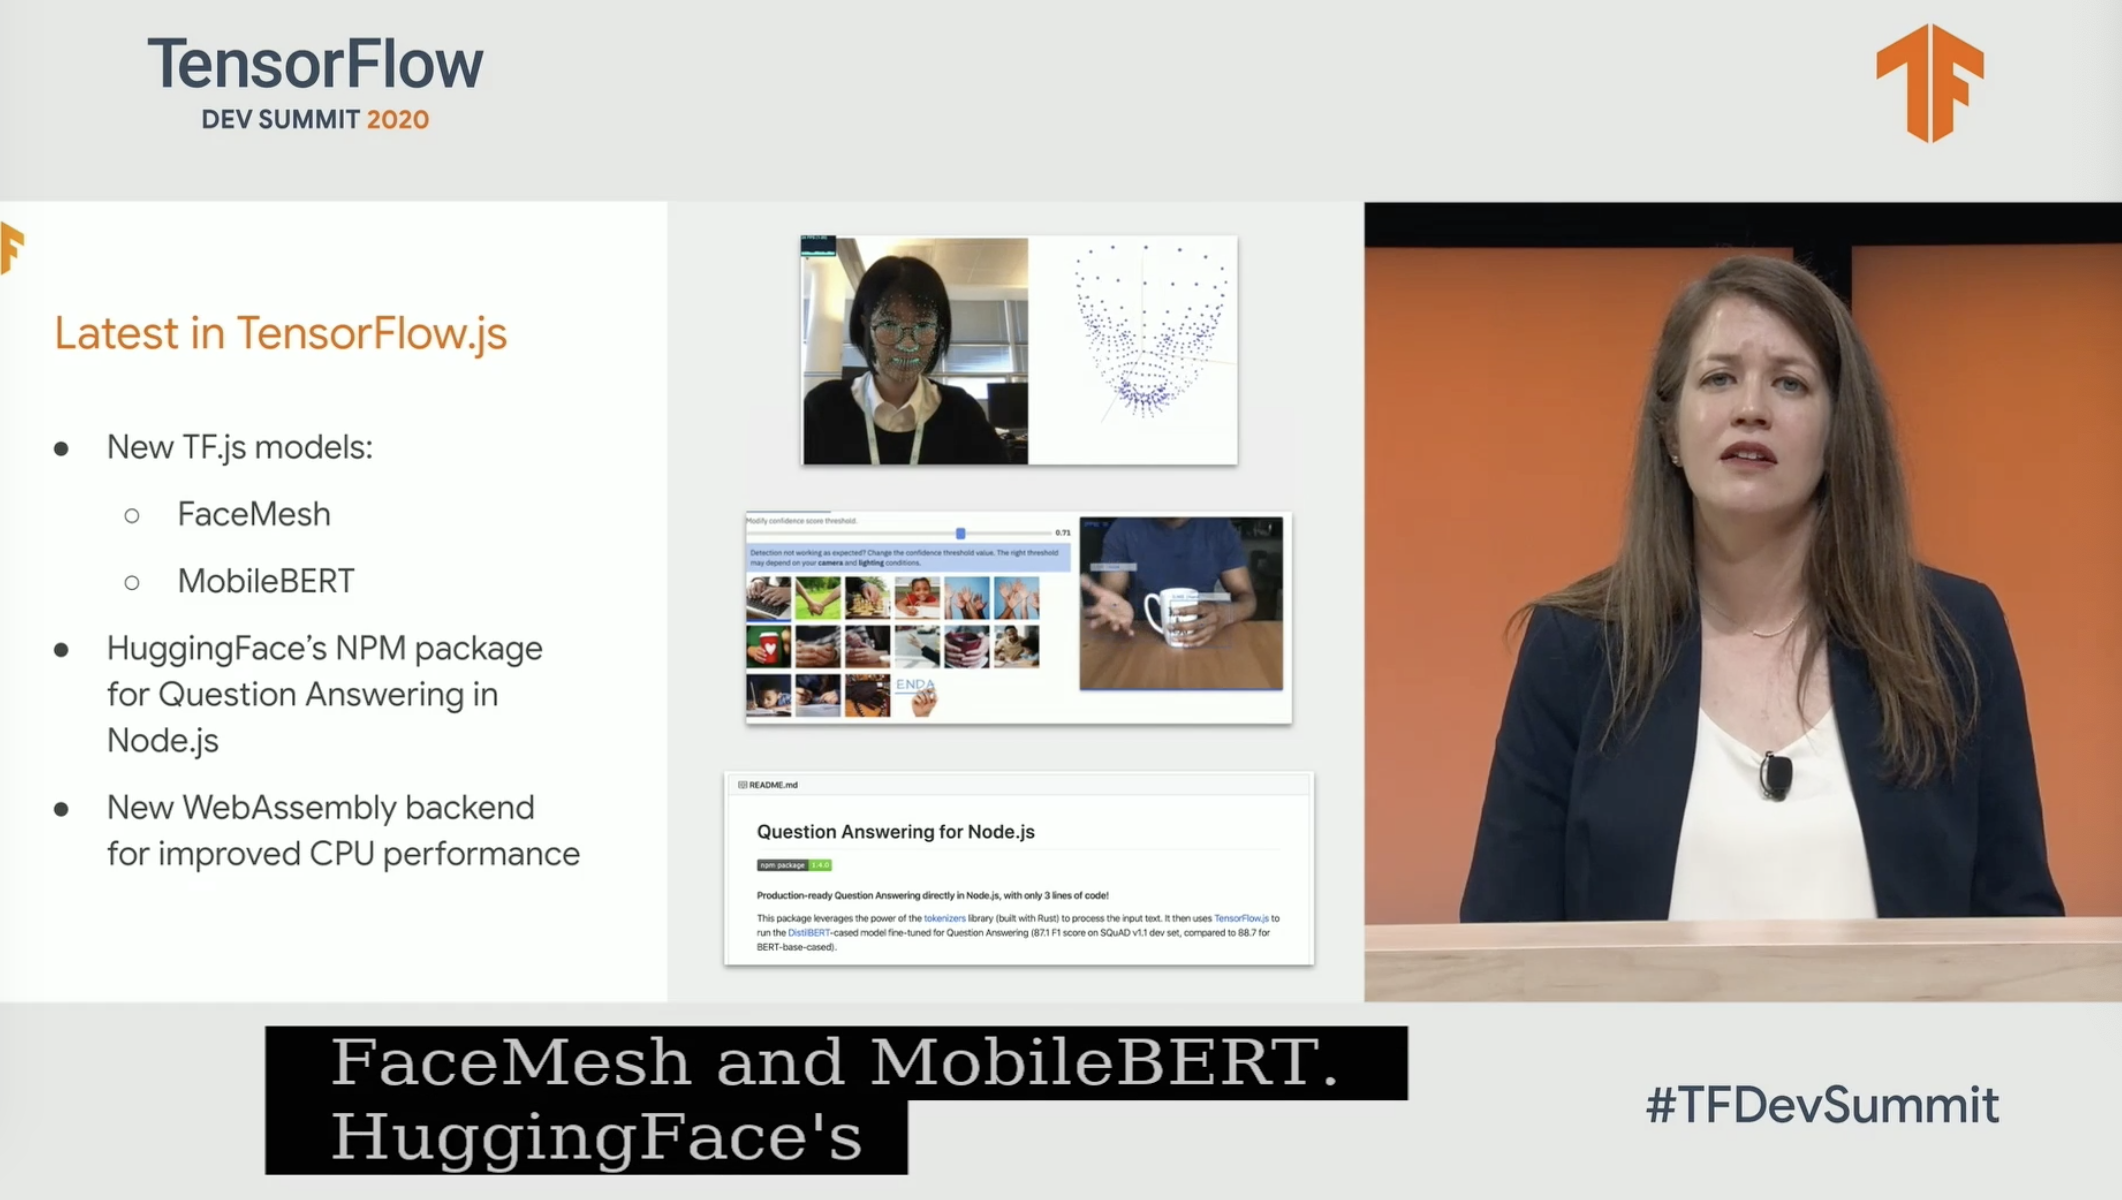 TensorFlow
DEV SUMMIT 2020
Latest in TensorFlow.js
● New TF.js models:
○ FaceMesh
○ MobileBERT
● HuggingFace's NPM package
for Question Answering in
Node.js
● New WebAssembly backend
for improved CPU performance
Modify confidence score threshold.
0.71
Detection not working as expected? Change the confidence threshold value. The right threshold
may depend on your camera and lighting conditions.
ENDA
README.md
Question Answering for Node.js
npm package 1.4.0
Production-ready Question Answering directly in Node.js, with only 3 lines of code!
This package leverages the power of the tokenizers library (built with Rust) to process the input text. It then uses TensorFlow.js to
run the DistilBERT-cased model fine-tuned for Question Answering (87.1 F1 score on SQuAD v1.1 dev set, compared to 88.7 for
BERT-base-cased).
FaceMesh and MobileBERT.
HuggingFace's
#TFDevSummit